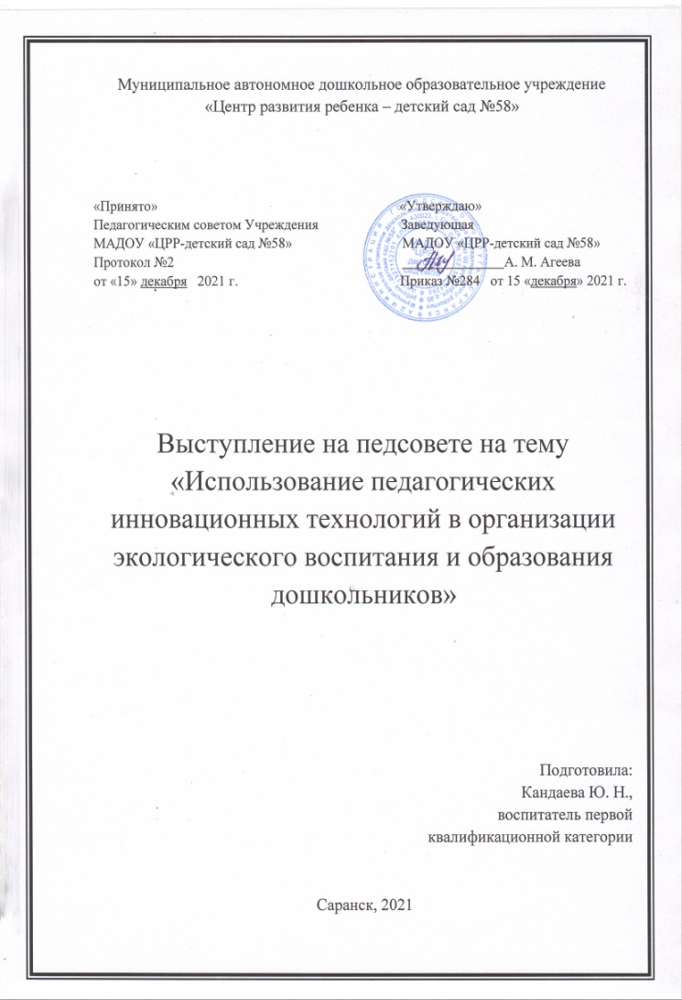 Муниципальное автономное дошкольное образовательное учреждение
«Центр развития ребенка – детский сад №58»
«Принято»
Педагогическим советом Учреждения
МАДОУ «ЦРР-детский сад №58»
Протокол №2
от «15» декабря 2021 г.
«Утверждаю»
Заведующая
МАДОУ «ЦРР-детский сад №58»
А. М. Агеева
Приказ №284 от 15 «декабря» 2021 г.
Выступление на педсовете на тему
«Использование педагогических
инновационных технологий в организации
экологического воспитания и образования
дошкольников»
Подготовила:
Кандаева Ю. Н.,
воспитатель первой
квалификационной категории
Саранск, 2021